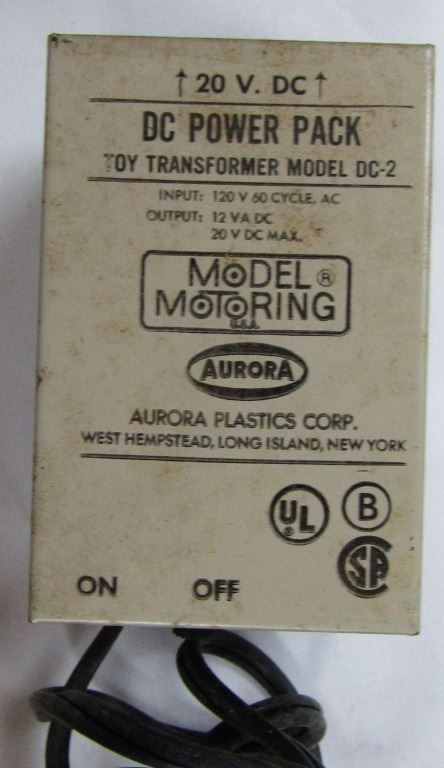 ↑ 20 V. DC ↑
DC POWER PACK
TOY TRANSFORMER MODEL DC-2
INPUT: 120 V 60 CYCLE, AC
OUTPUT: 12 VA DC
20 V DC MAX.
MODEL ®
MOTORING
U.S.A.
AURORA
AURORA PLASTICS CORP.
WEST HEMPSTEAD, LONG ISLAND, NEW YORK
UL ® B
SA
ON OFF